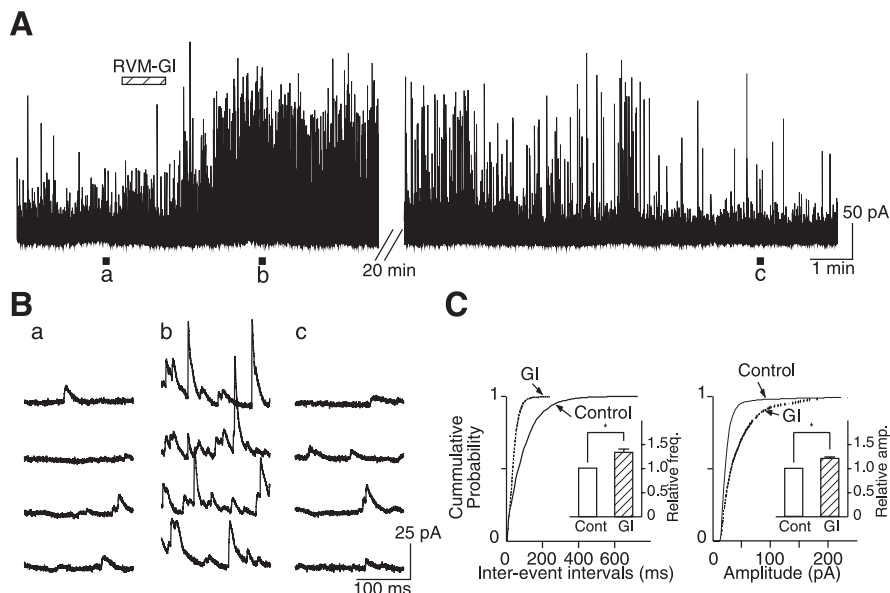 A
RVM-GI
50 pA
1 min
20 min
a
b
c
B
a
b
c
25 pA
100 ms
C
GI
Control
1
Cummulative
Probability
0
0 200 400 600
Inter-event intervals (ms)
*
1.5
1.0
0.5
0
Relative freq.
Cont GI
Control
GI
1
0
0 100 200
Amplitude (pA)
*
1.5
1.0
0.5
0
Relative amp.
Cont GI